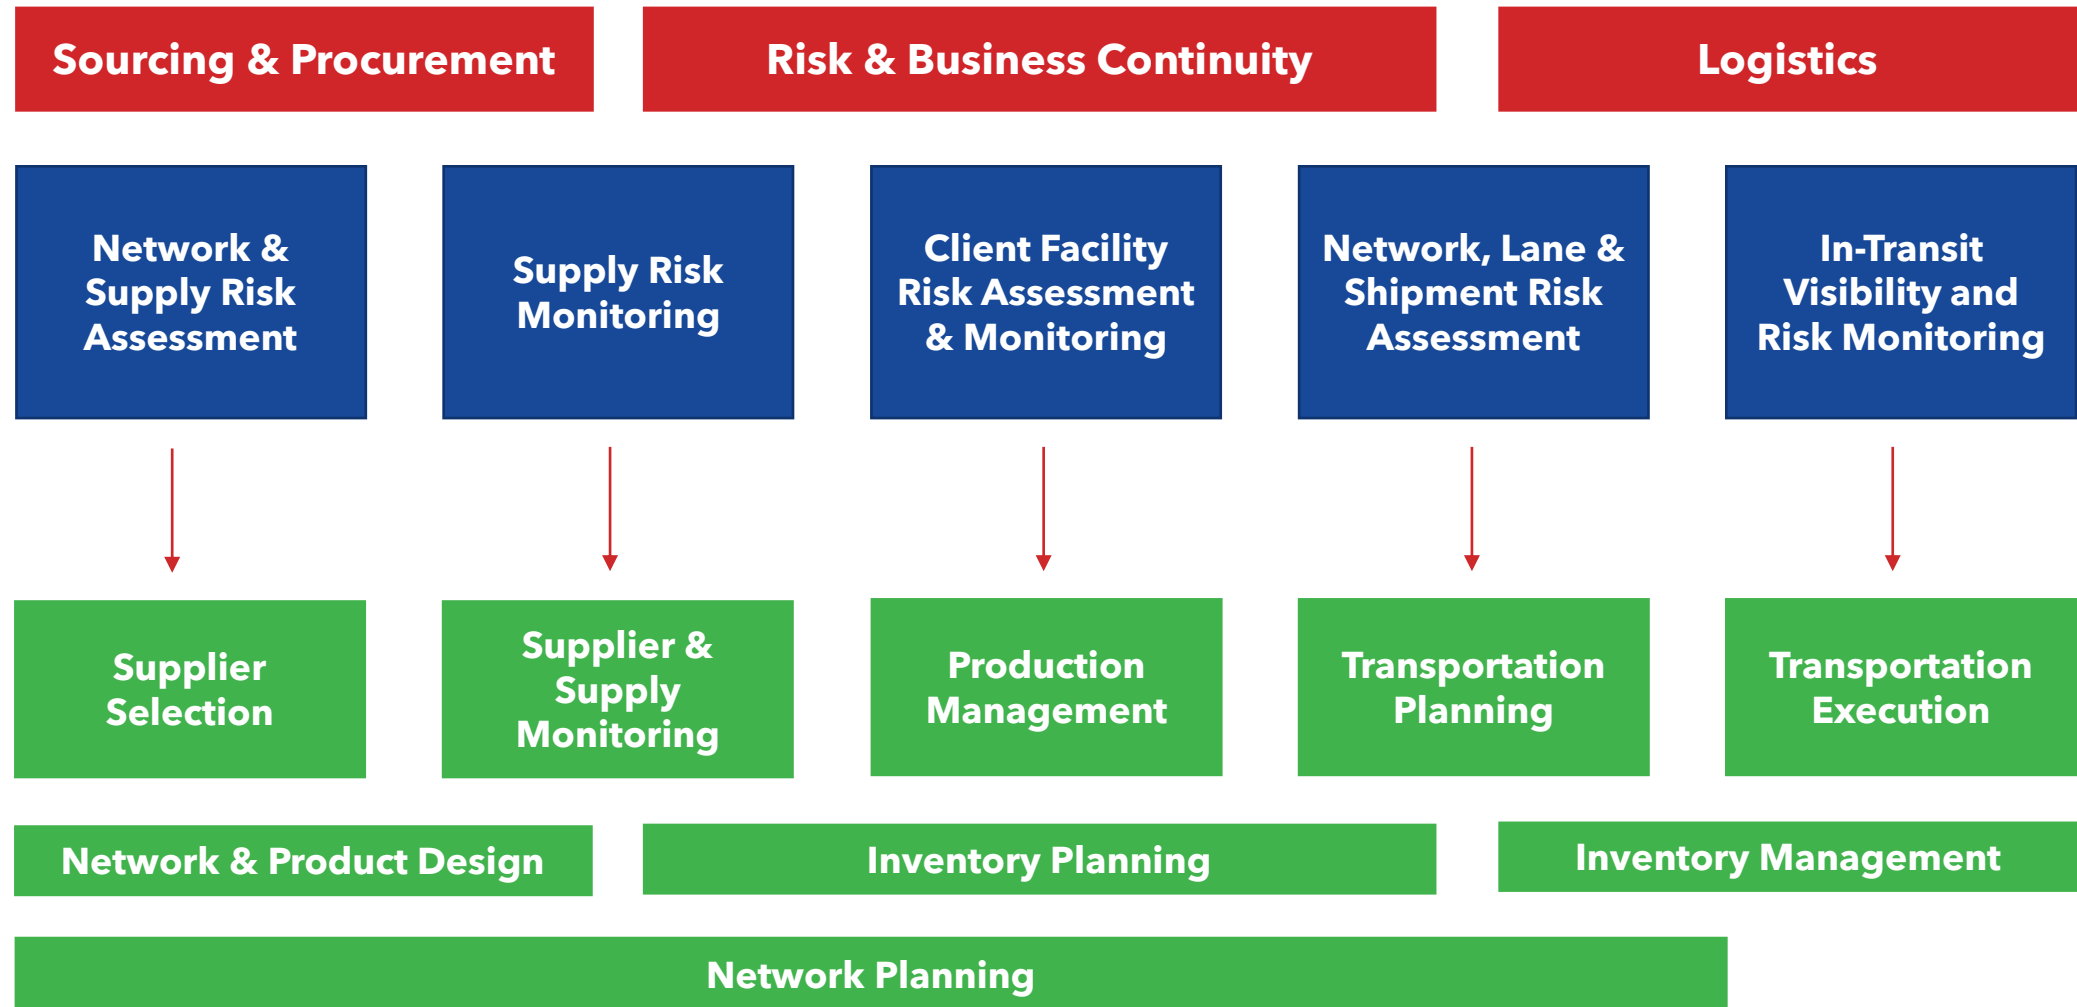 Sourcing & Procurement
Risk & Business Continuity
Logistics
Network &
Supply Risk
Assessment
Supply Risk
Monitoring
Client Facility
Risk Assessment
& Monitoring
Network, Lane &
Shipment Risk
Assessment
In-Transit
Visibility and
Risk Monitoring
Supplier
Selection
Supplier &
Supply
Monitoring
Production
Management
Transportation
Planning
Transportation
Execution
Network & Product Design
Inventory Planning
Inventory Management
Network Planning